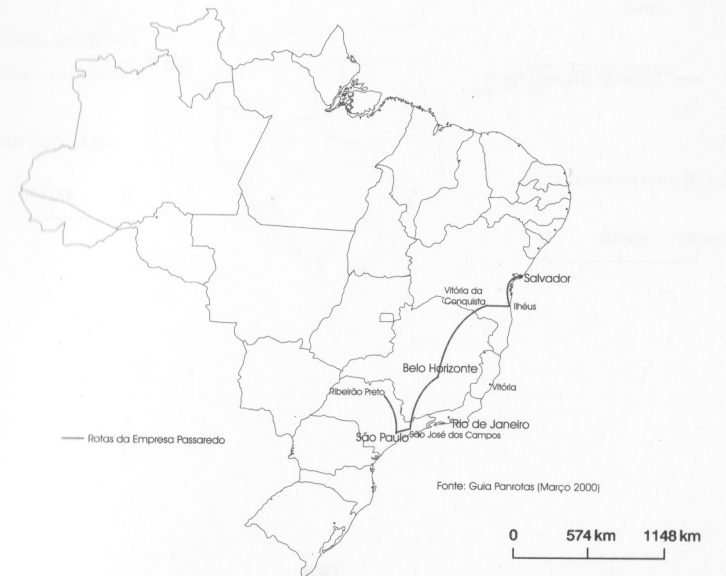 Salvador
Vitória da
Conquista
Ilhéus
Belo Horizonte
Vitória
Ribeirão Preto
Rio de Janeiro
São Paulo
São José dos Campos
Rotas da Empresa Passaredo
Fonte: Guia Panrotas (Março 2000)
0 574 km 1148 km